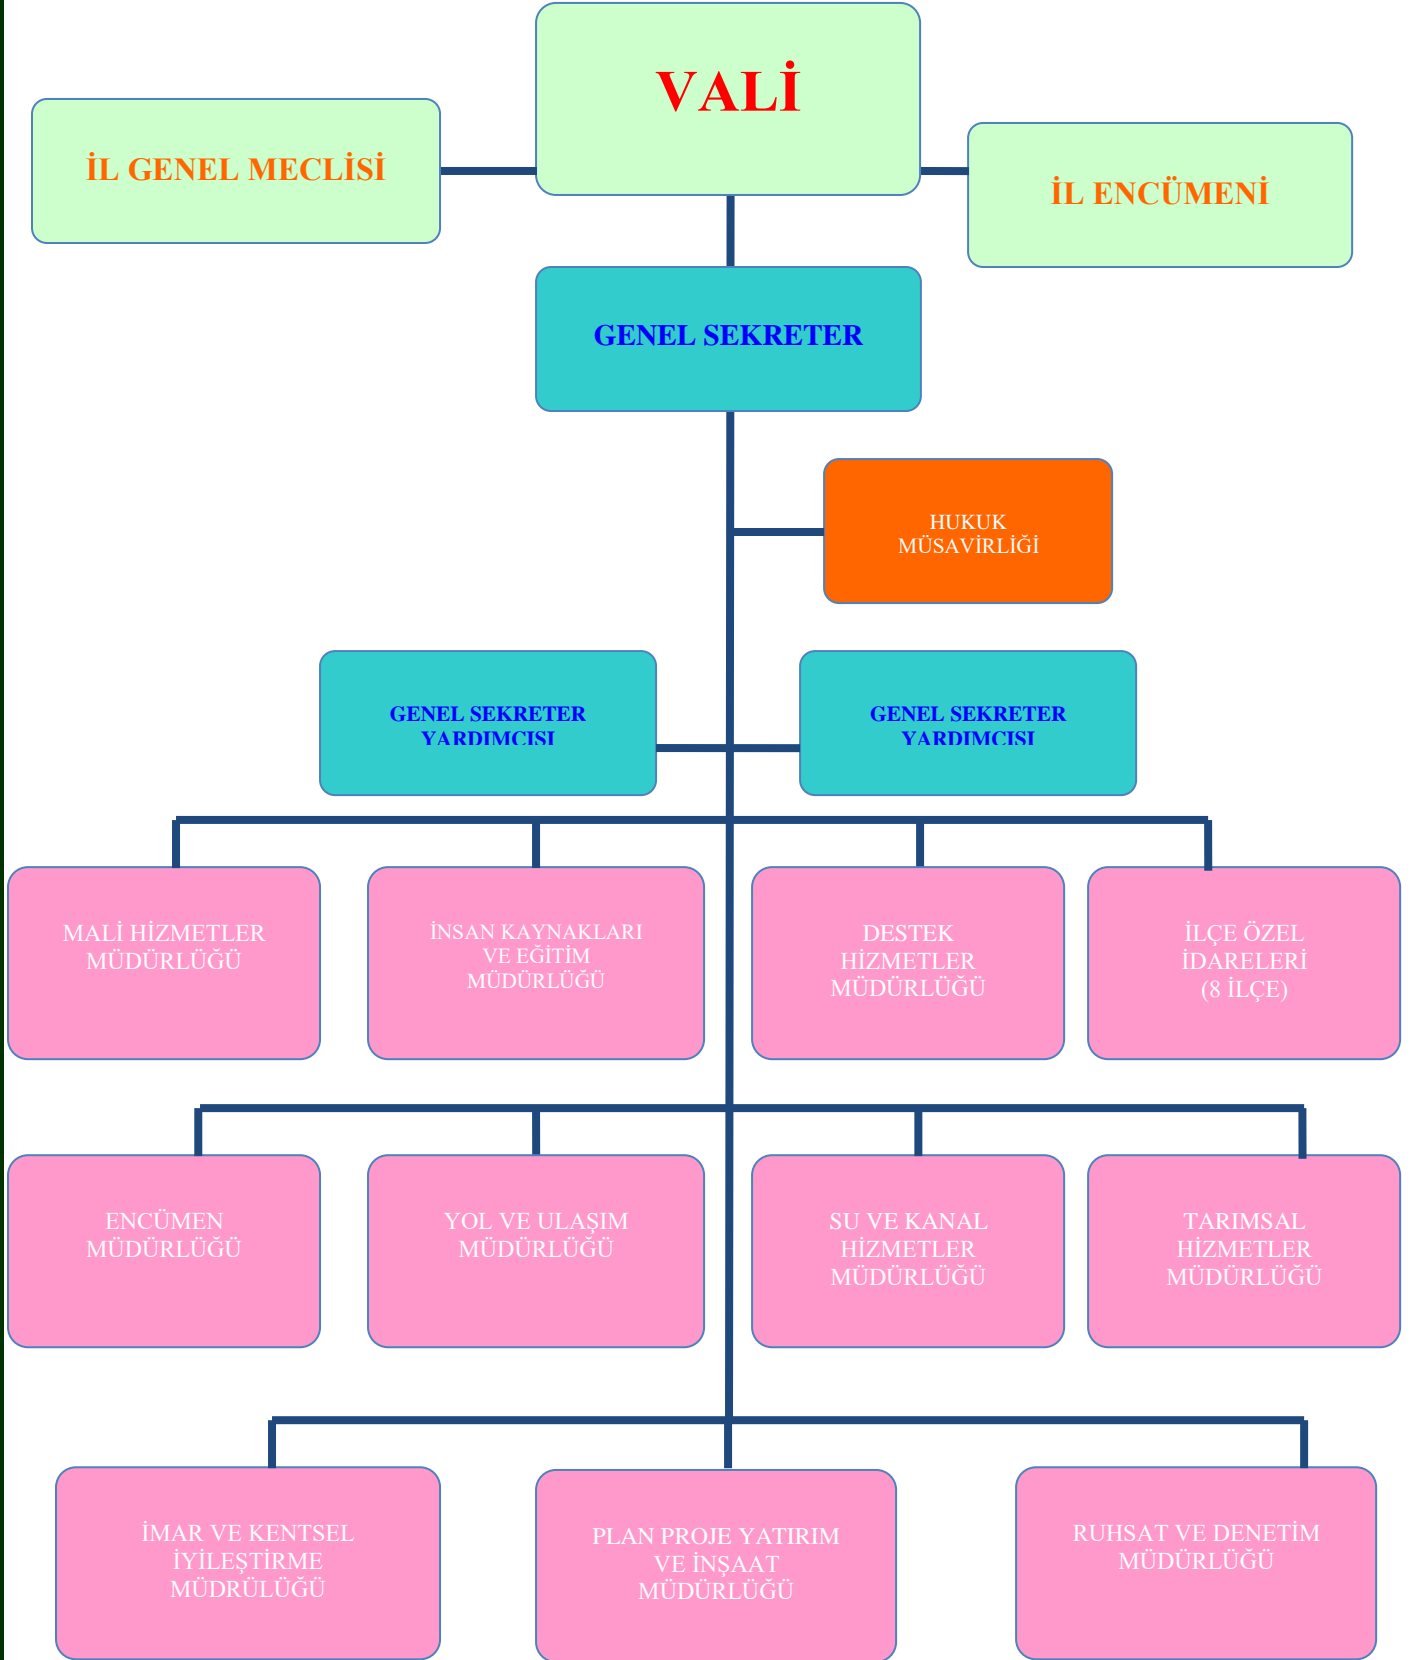 VALİ
İL GENEL MECLİSİ
İL ENCÜMENİ
GENEL SEKRETER
HUKUK
MÜSAVİRLİĞİ
GENEL SEKRETER
YARDIMCISI
GENEL SEKRETER
YARDIMCISI
MALİ HİZMETLER
MÜDÜRLÜĞÜ
İNSAN KAYNAKLARI
VE EĞİTİM
MÜDÜRLÜĞÜ
DESTEK
HİZMETLER
MÜDÜRLÜĞÜ
İLÇE ÖZEL
İDARELERİ
(8 İLÇE)
ENCÜMEN
MÜDÜRLÜĞÜ
YOL VE ULAŞIM
MÜDÜRLÜĞÜ
SU VE KANAL
HİZMETLER
MÜDÜRLÜĞÜ
TARIMSAL
HİZMETLER
MÜDÜRLÜĞÜ
İMAR VE KENTSEL
İYİLEŞTİRME
MÜDRÜLÜĞÜ
PLAN PROJE YATIRIM
VE İNŞAAT
MÜDÜRLÜĞÜ
RUHSAT VE DENETİM
MÜDÜRLÜĞÜ